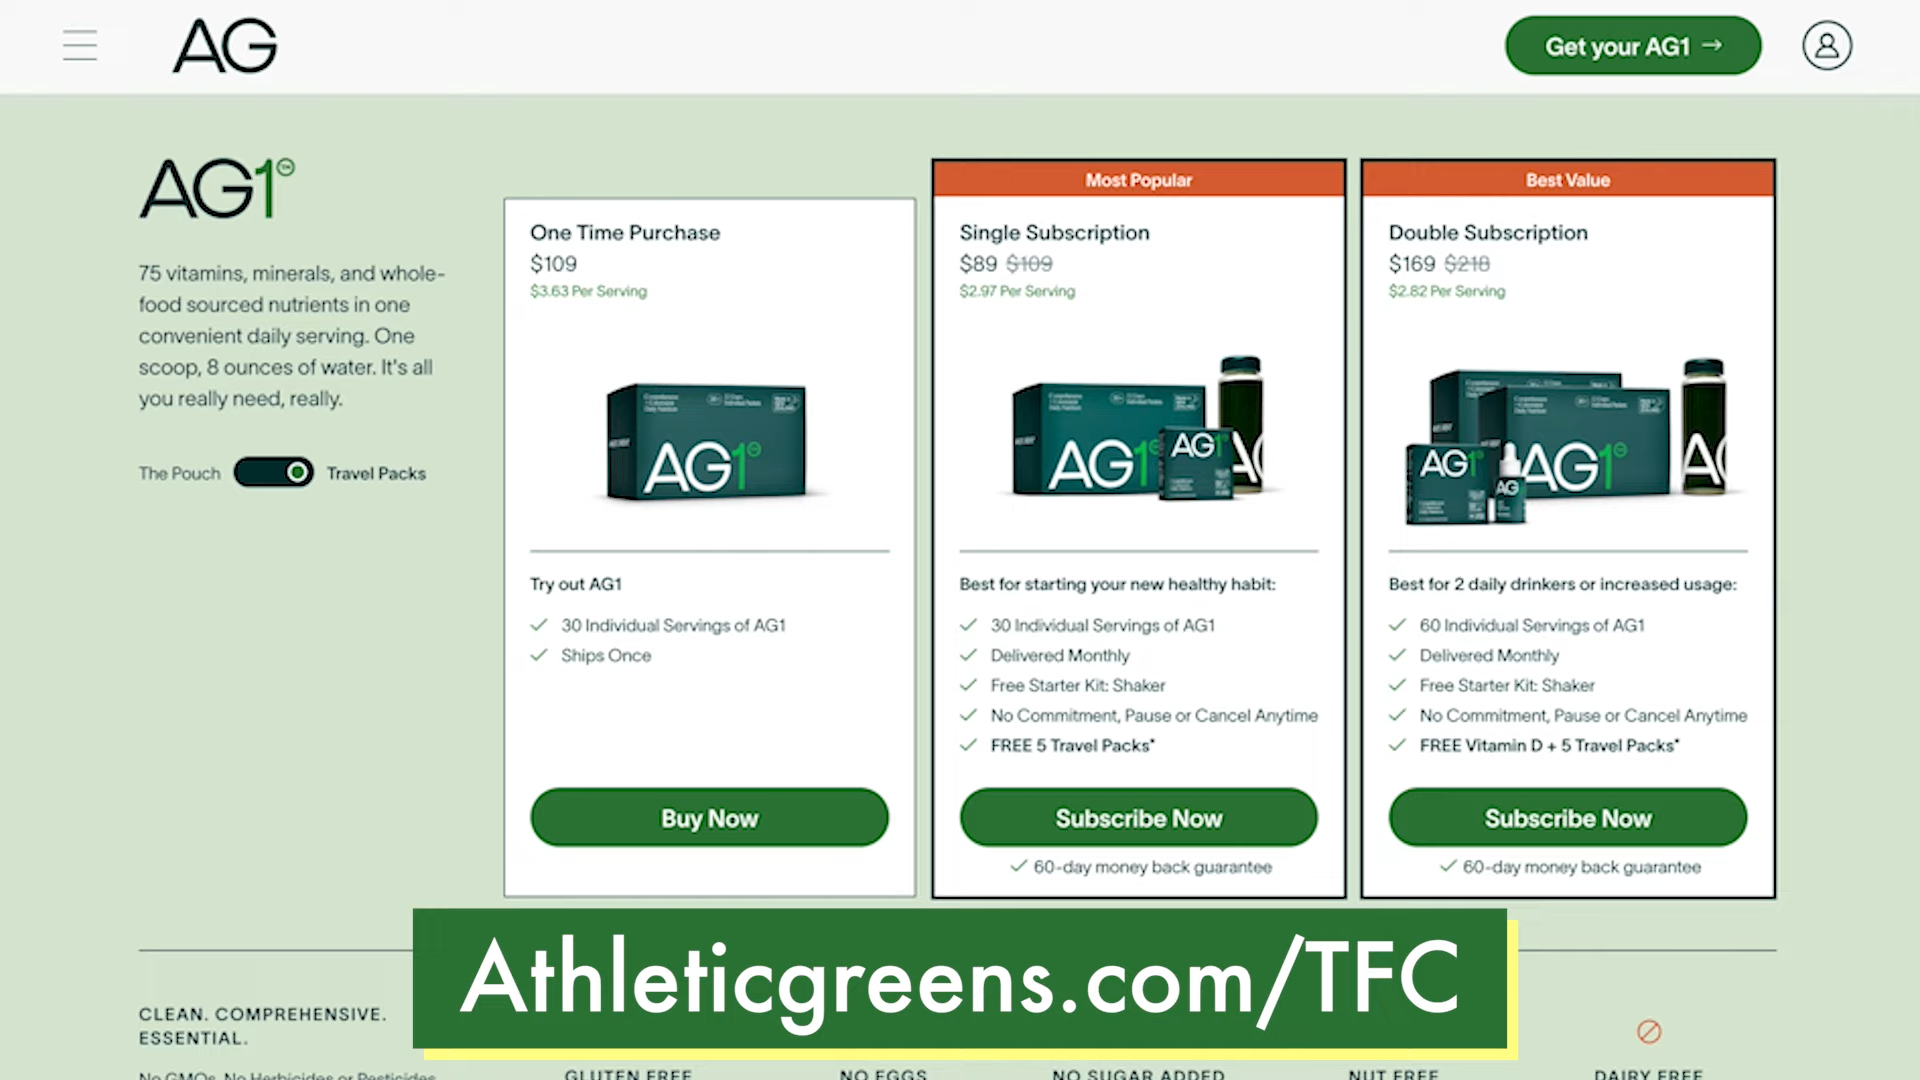 AG
Get your AG1 →
AG1™
75 vitamins, minerals, and whole-
food sourced nutrients in one
convenient daily serving. One
scoop, 8 ounces of water. It's all
you really need, really.
The Pouch
Travel Packs
One Time Purchase
$109
$3.63 Per Serving
AG1
Try out AG1
30 Individual Servings of AG1
Ships Once
Buy Now
Most Popular
Single Subscription
$89 $109
$2.97 Per Serving
AG1
AG1
AG
Best for starting your new healthy habit:
30 Individual Servings of AG1
Delivered Monthly
Free Starter Kit: Shaker
No Commitment, Pause or Cancel Anytime
FREE 5 Travel Packs*
Subscribe Now
60-day money back guarantee
Best Value
Double Subscription
$169 $218
$2.82 Per Serving
AG1
AG1
AG
AG
Best for 2 daily drinkers or increased usage:
60 Individual Servings of AG1
Delivered Monthly
Free Starter Kit: Shaker
No Commitment, Pause or Cancel Anytime
FREE Vitamin D + 5 Travel Packs*
Subscribe Now
60-day money back guarantee
Athleticgreens.com/TFC
CLEAN. COMPREHENSIVE.
ESSENTIAL.
No GMOs, No Herbicides or Pesticides
GLUTEN FREE
NO EGGS
NO SUGAR ADDED
NUT FREE
DAIRY FREE